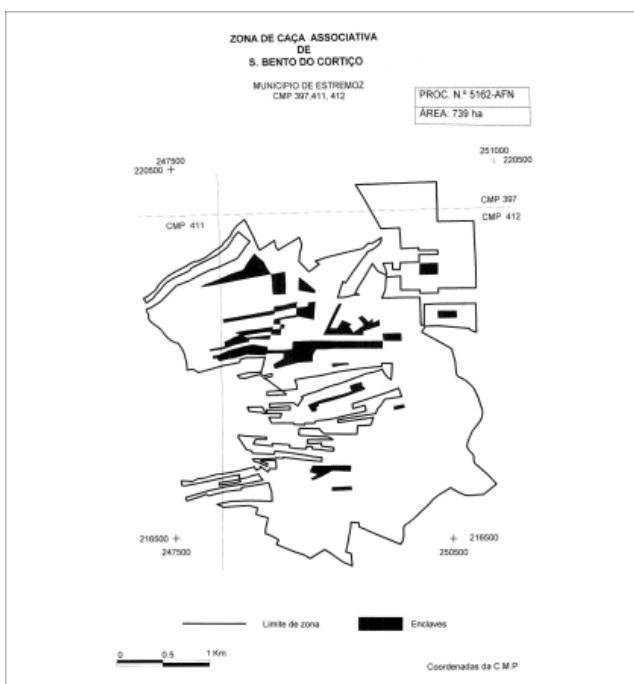 ZONA DE CAÇA ASSOCIATIVA
DE
S. BENTO DO CORTIÇO
MUNICIPIO DE ESTREMOZ
CMP 397,411, 412
PROC. N.º 5162-AFN
ÁREA: 739 ha
247500
220500
251000
220500
CMP 397
CMP 411
CMP 412
216500
247500
216500
250500
Limite de zona
Enclaves
0 0.5 1 Km
Coordenadas da C.M.P